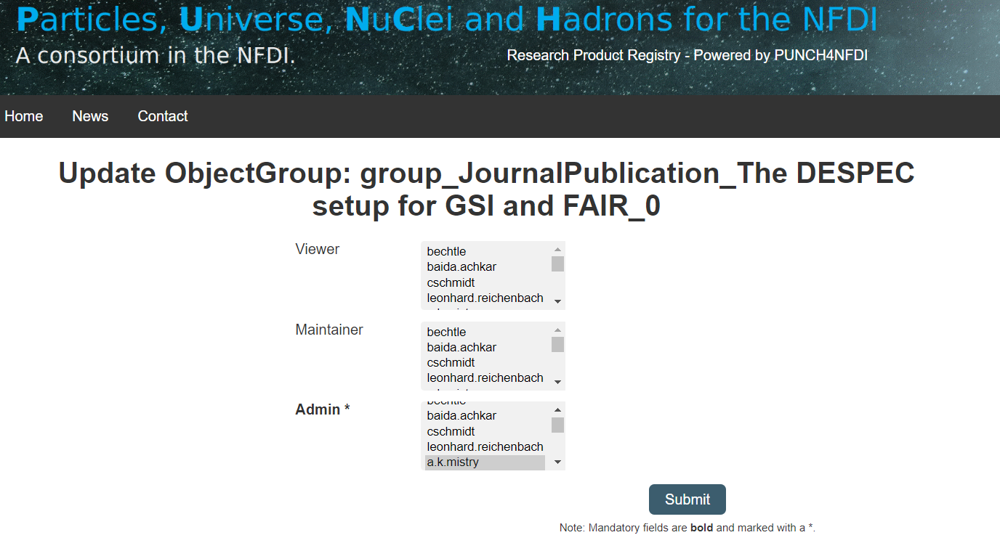 Particles, Universe, NuClei and Hadrons for the NFDI
A consortium in the NFDI.
Research Product Registry - Powered by PUNCH4NFDI
Home News Contact
Update ObjectGroup: group_JournalPublication_The DESPEC
setup for GSI and FAIR_0
Viewer
bechtle
baida.achkar
cschmidt
leonhard.reichenbach
Maintainer
bechtle
baida.achkar
cschmidt
leonhard.reichenbach
Admin *
bechtle
baida.achkar
cschmidt
leonhard.reichenbach
a.k.mistry
Submit
Note: Mandatory fields are bold and marked with a *.